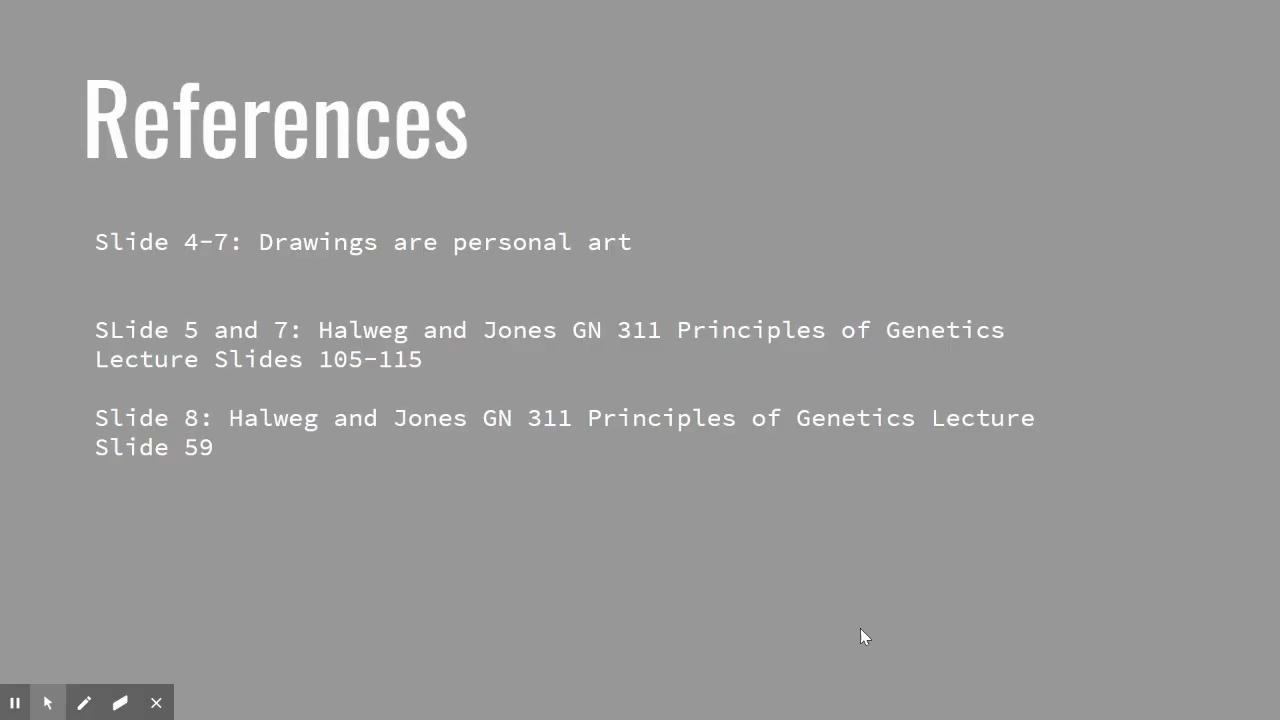 References
Slide 4-7: Drawings are personal art
SLide 5 and 7: Halweg and Jones GN 311 Principles of Genetics
Lecture Slides 105-115
Slide 8: Halweg and Jones GN 311 Principles of Genetics Lecture
Slide 59